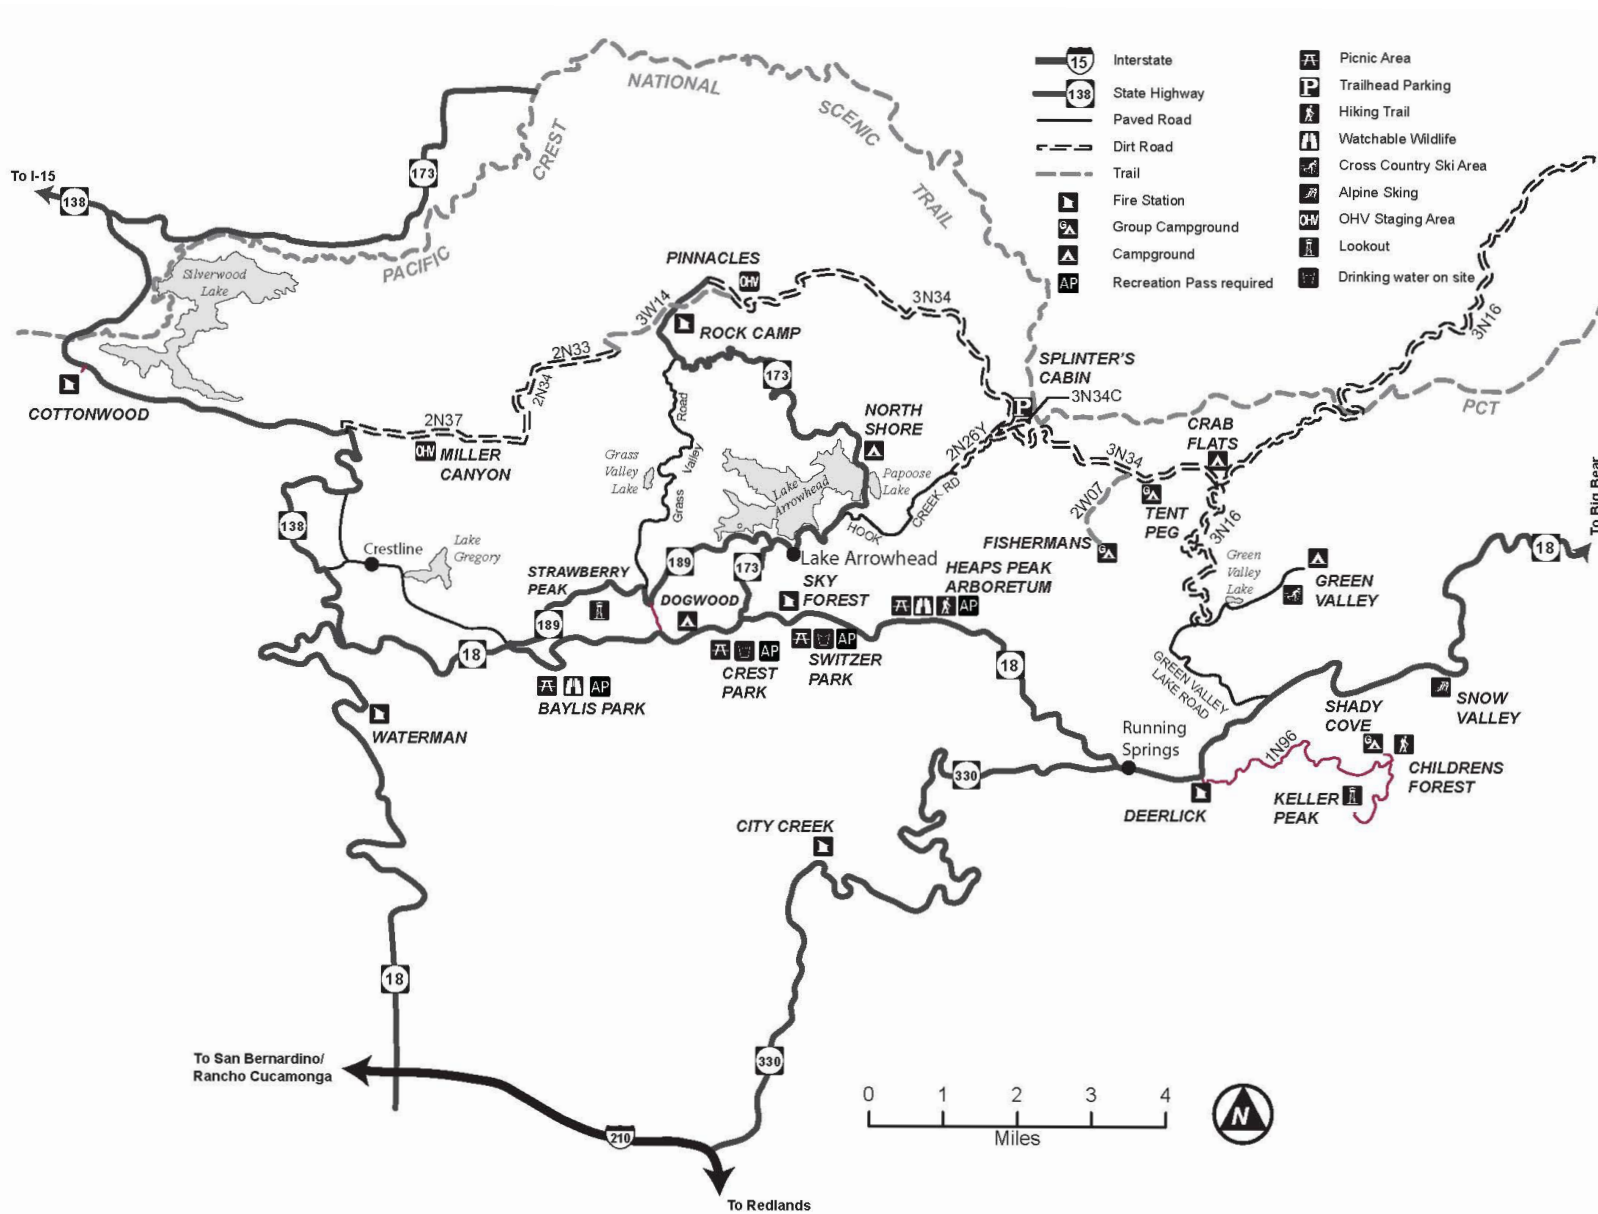 NATIONAL
SCENIC
TRAIL
CREST
PACIFIC
15
Interstate
138
State Highway
Paved Road
Dirt Road
Trail
Fire Station
G
Group Campground
Campground
AP
Recreation Pass required
Picnic Area
P
Trailhead Parking
Hiking Trail
Watchable Wildlife
Cross Country Ski Area
Alpine Sking
OHV
OHV Staging Area
Lookout
Drinking water on site
To I-15
138
173
Silverwood
Lake
PINNACLES
OHV
3W14
ROCK CAMP
3N34
3N16
2N33
2N34
173
SPLINTER'S
CABIN
P
3N34C
PCT
COTTONWOOD
2N37
OHV
MILLER
CANYON
Road
Valley
Grass
Grass
Valley
Lake
NORTH
SHORE
Lake
Arrowhead
Papoose
Lake
2N26Y
CREEK RD
HOOK
CRAB
FLATS
3N34
2W07
G
TENT
PEG
3N16
To Big Bear
18
138
Crestline
Lake
Gregory
STRAWBERRY
PEAK
189
189
DOGWOOD
173
Lake Arrowhead
SKY
FOREST
FISHERMANS
G
HEAPS PEAK
ARBORETUM
AP
Green
Valley
Lake
GREEN
VALLEY
18
AP
BAYLIS PARK
AP
CREST
PARK
AP
SWITZER
PARK
18
GREEN VALLEY
LAKE ROAD
WATERMAN
Running
Springs
SHADY
COVE
G
SNOW
VALLEY
330
1N96
CHILDRENS
FOREST
DEERLICK
KELLER
PEAK
CITY CREEK
18
330
To San Bernardino/
Rancho Cucamonga
210
To Redlands
0 1 2 3 4
Miles
N